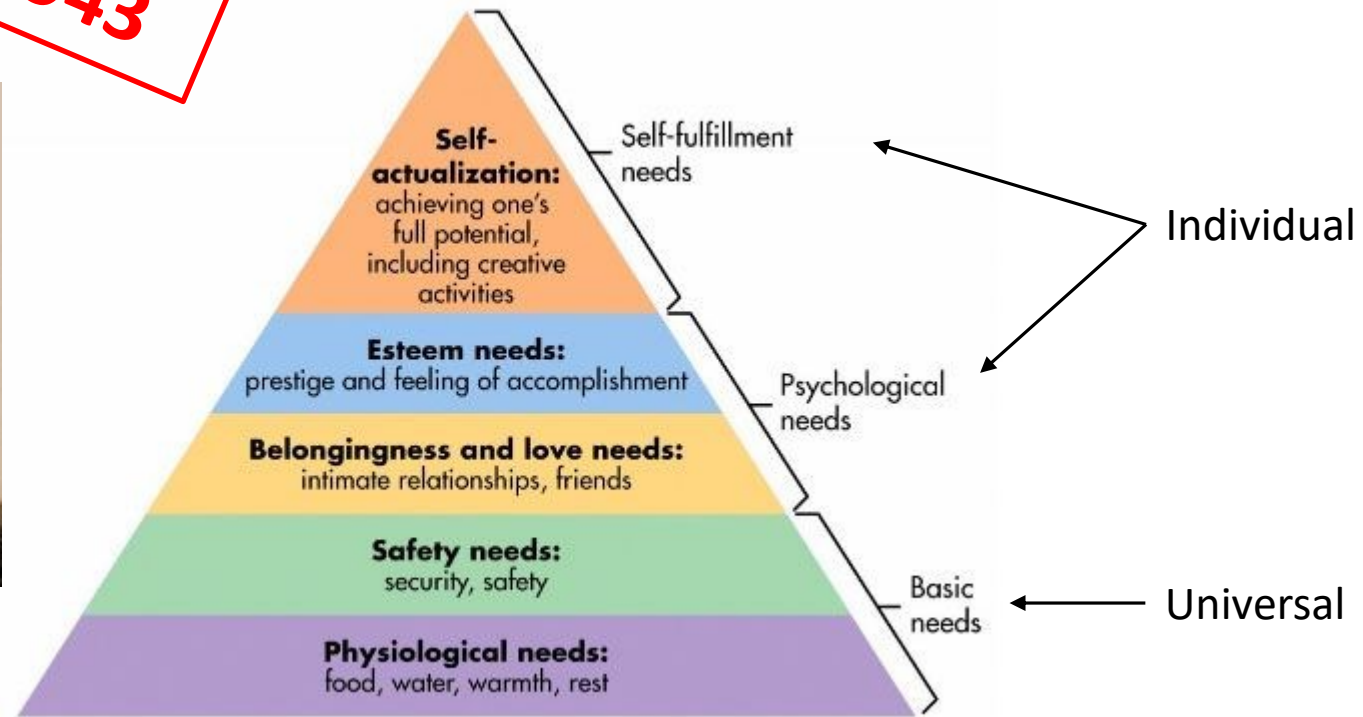 Self-
actualization:
achieving one's
full potential,
including creative
activities
Esteem needs:
prestige and feeling of accomplishment
Belongingness and love needs:
intimate relationships, friends
Safety needs:
security, safety
Physiological needs:
food, water, warmth, rest
Self-fulfillment
needs
Psychological
needs
Basic
needs
Individual
Universal